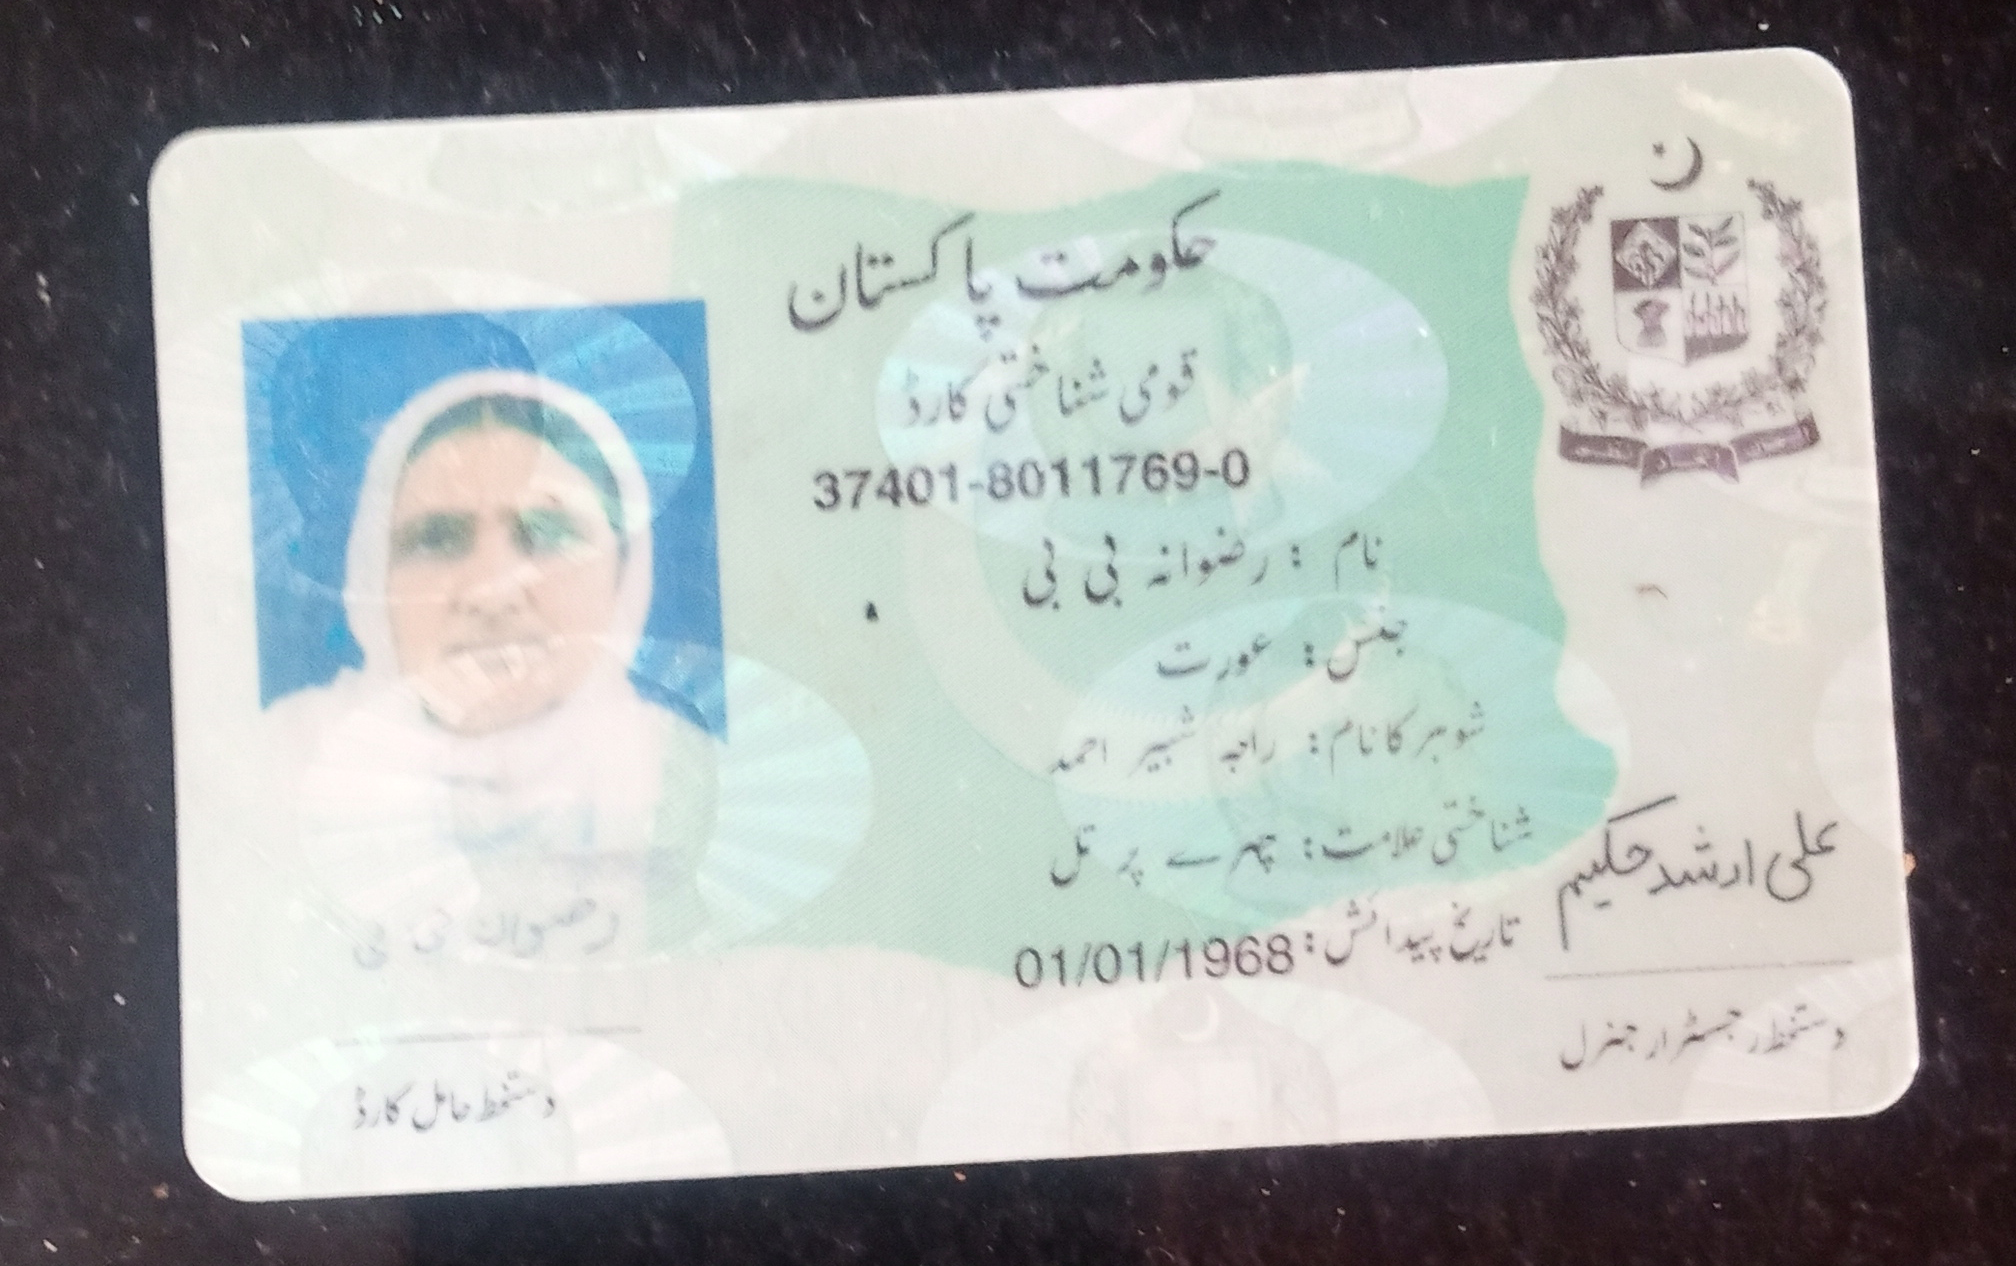 حکومت پاکستان
قومی شناختی کارڈ
37401-8011769-0
نام : رضوانہ بی بی
جنس : عورت
شوہر کا نام : راجہ شبیر احمد
شناختی علامت : چہرے پر تل
تاریخ پیدائش : 01/01/1968
علی ارشد حکیم
دستخط رجسٹرار جنرل
رضوانہ بی بی
دستخط حامل کارڈ